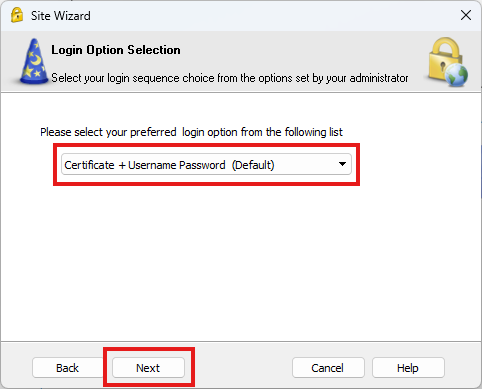 Site Wizard
Login Option Selection
Select your login sequence choice from the options set by your administrator
Please select your preferred login option from the following list
Certificate + Username Password (Default)
Back
Next
Cancel
Help